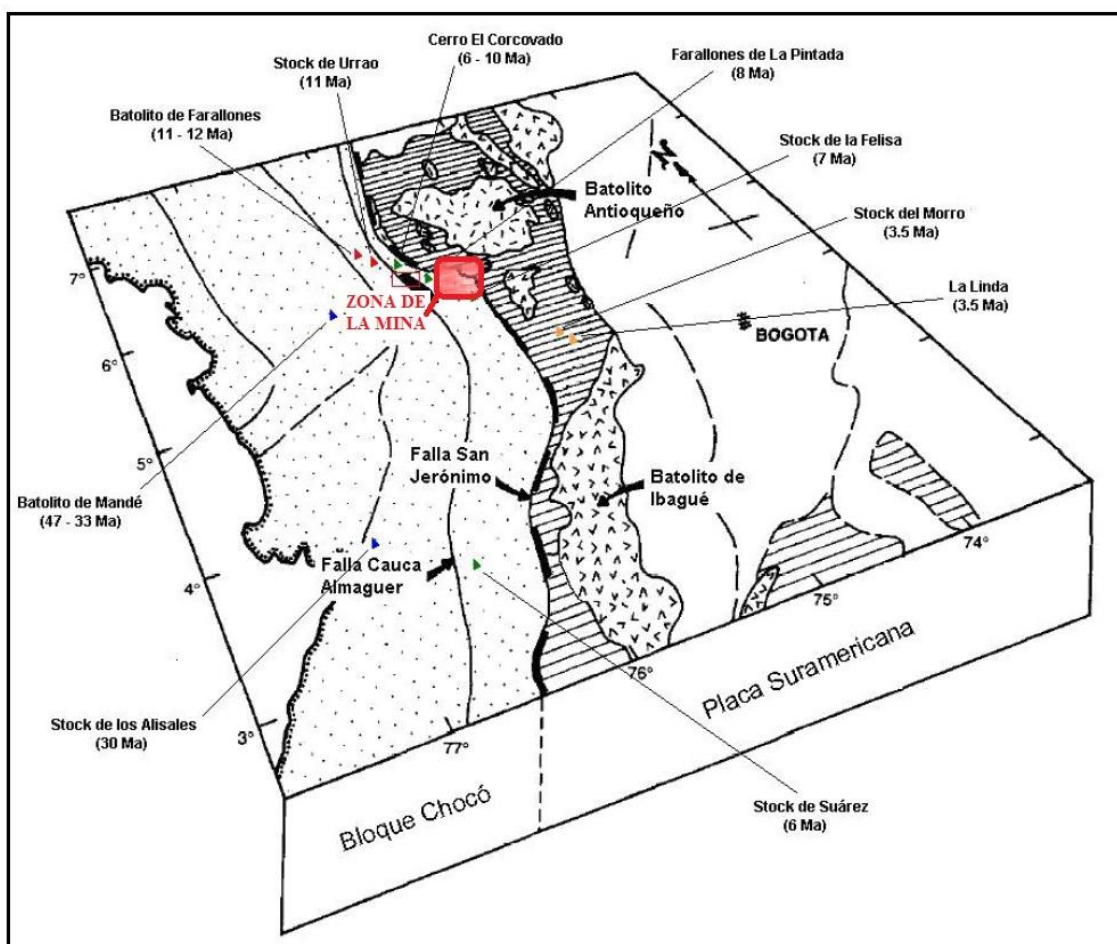 Cerro El Corcovado
(6 - 10 Ma)
Farallones de La Pintada
(8 Ma)
Stock de Urrao
(11 Ma)
Batolito de Farallones
(11 - 12 Ma)
Stock de la Felisa
(7 Ma)
N
Batolito
Antioqueño
Stock del Morro
(3.5 Ma)
7°
ZONA DE
LA MINA
La Linda
(3.5 Ma)
BOGOTA
6°
5°
Falla San
Jerónimo
Batolito de
Ibagué
Batolito de Mandé
(47 - 33 Ma)
74°
Falla Cauca
Almaguer
4°
75°
76°
Placa Suramericana
Stock de los Alisales
(30 Ma)
3°
77°
Bloque Chocó
Stock de Suárez
(6 Ma)